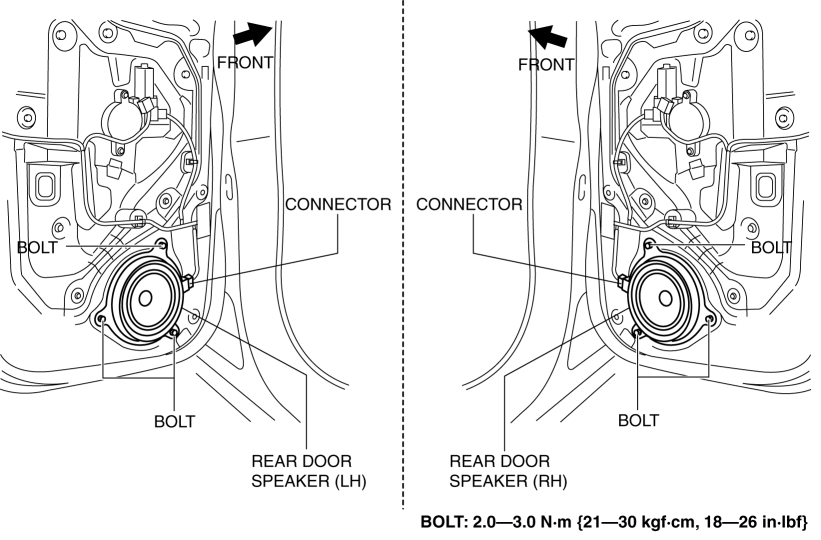 FRONT
CONNECTOR
BOLT
BOLT
REAR DOOR
SPEAKER (LH)
FRONT
CONNECTOR
BOLT
BOLT
REAR DOOR
SPEAKER (RH)
BOLT: 2.0—3.0 N·m {21—30 kgf·cm, 18—26 in·lbf}